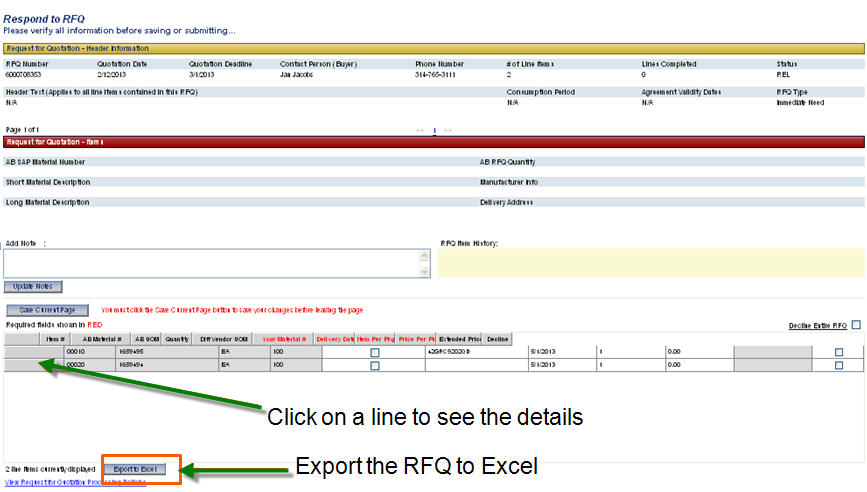 Respond to RFQ
Please verify all information before saving or submitting...
Request for Quotation - Header Information
RFQ Number Quotation Date Quotation Deadline Contact Person (Buyer) Phone Number # of Line Items Lines Completed Status
6000708353 2/12/2013 3/1/2013 Jan Jacobs 314-765-3111 2 0 REL
Header Text (Applies to all line items contained in this RFQ) Consumption Period Agreement Validity Dates RFQ Type
N/A N/A N/A Immediate Need
Page 1 of 1 << 1 >>
Request for Quotation - Items
AB SAP Material Number AB RFQ Quantity
Short Material Description Manufacturer Info
Long Material Description Delivery Address
Add Note : RFQ Item History:
Update Notes
Save Current Page You must click the Save Current Page button to save your changes before leaving the page
Required fields shown in RED Decline Entire RFQ
Item # AB Material # AB UOM Quantity Diff Vendor UOM Your Material # Delivery Date Item Per Pkg Price Per Pk Extended Price Decline
00010 1659495 EA 100 5/1/2013 1 0.00
00020 1659494 EA 100 5/1/2013 1 0.00
Click on a line to see the details
Export the RFQ to Excel
2 line items currently displayed Export to Excel
View Request for Quotation Processing